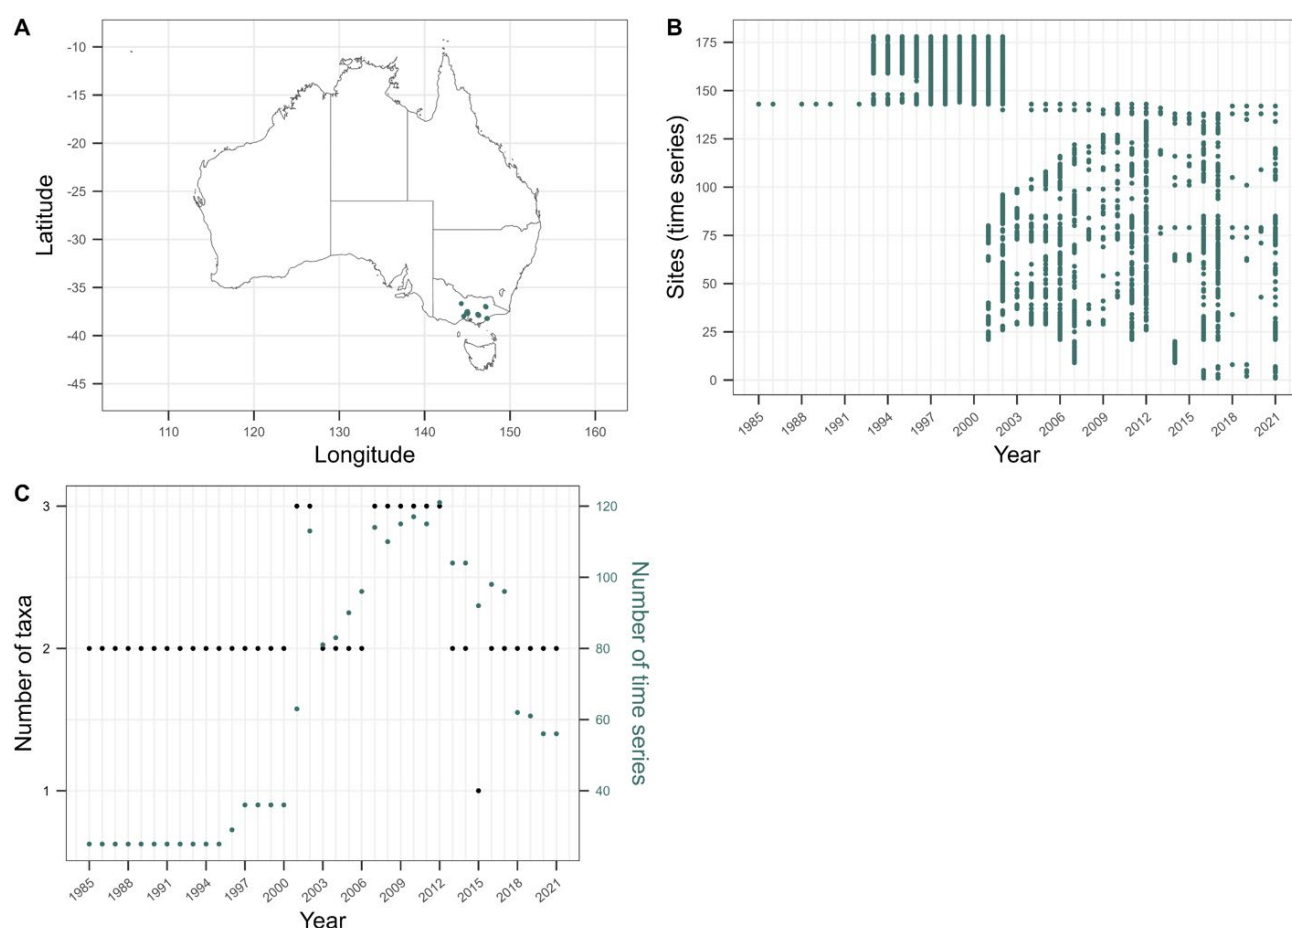 A
-10
-15
-20
-25
-30
-35
-40
-45
Latitude
110 120 130 140 150 160
Longitude
B
175
150
125
100
75
50
25
0
Sites (time series)
1985 1988 1991 1994 1997 2000 2003 2006 2009 2012 2015 2018 2021
Year
C
3
2
1
Number of taxa
120
100
80
60
40
Number of time series
1985 1988 1991 1994 1997 2000 2003 2006 2009 2012 2015 2018 2021
Year